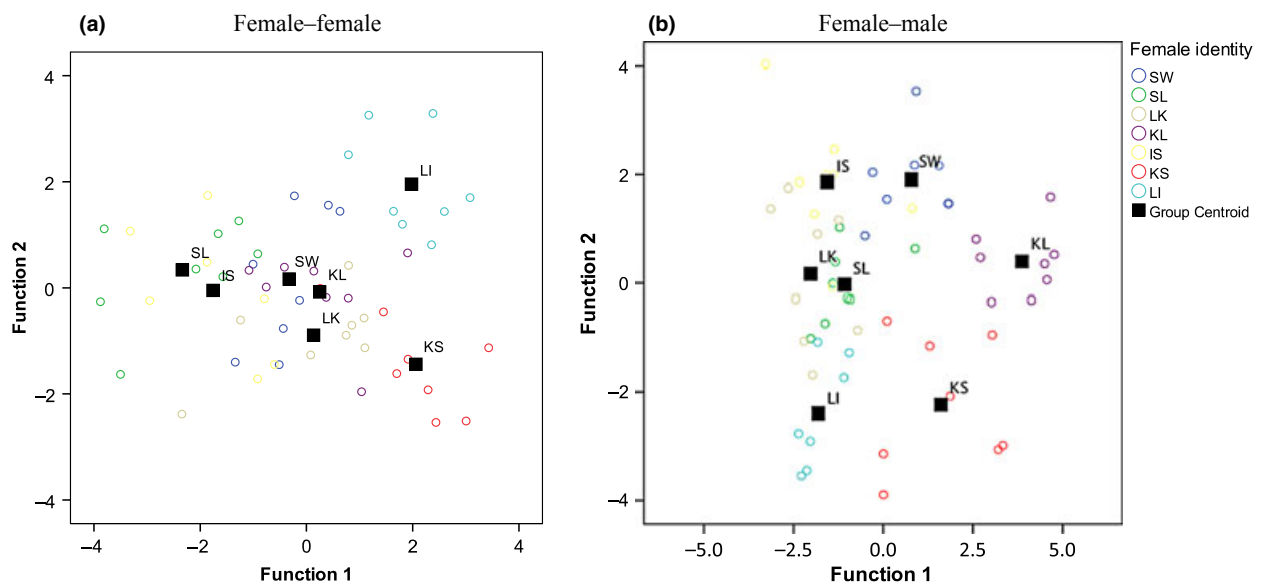 (a) Female–female
4
2
0
–2
–4
Function 2
LI
SL
IS
SW
KL
LK
KS
–4 –2 0 2 4
Function 1
(b) Female–male
4
2
0
–2
–4
Function 2
IS
SW
KL
LK
SL
LI
KS
–5.0 –2.5 0.0 2.5 5.0
Function 1
Female identity
SW
SL
LK
KL
IS
KS
LI
Group Centroid